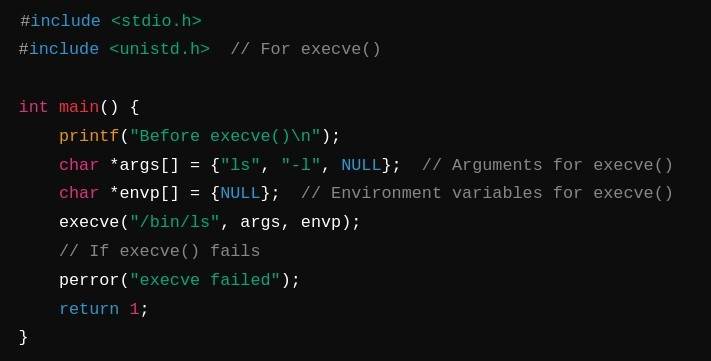 #include <stdio.h>
#include <unistd.h>  // For execve()

int main() {
    printf("Before execve()\n");
    char *args[] = {"ls", "-l", NULL};  // Arguments for execve()
    char *envp[] = {NULL};  // Environment variables for execve()
    execve("/bin/ls", args, envp);
    // If execve() fails
    perror("execve failed");
    return 1;
}